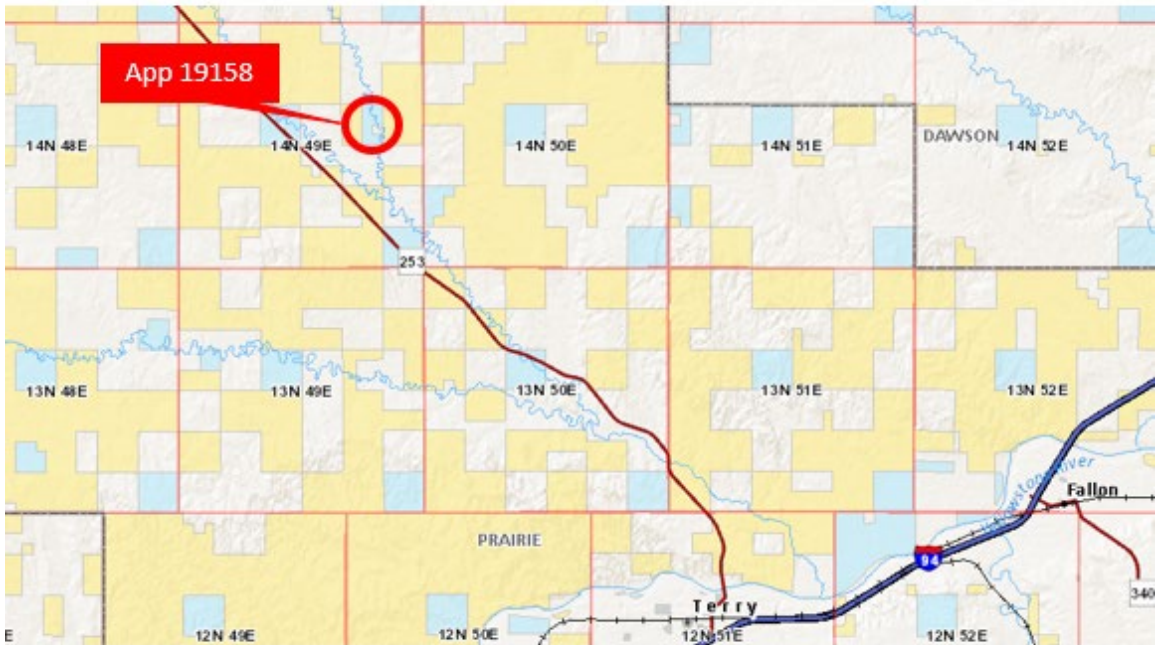 App 19158
14N 48E
14N 49E
14N 50E
14N 51E
DAWSON
14N 52E
253
13N 48E
13N 49E
13N 50E
13N 51E
13N 52E
Yellowstone River
Fallon
PRAIRIE
94
340
Terry
E
12N 49E
12N 50E
12N 51E
12N 52E